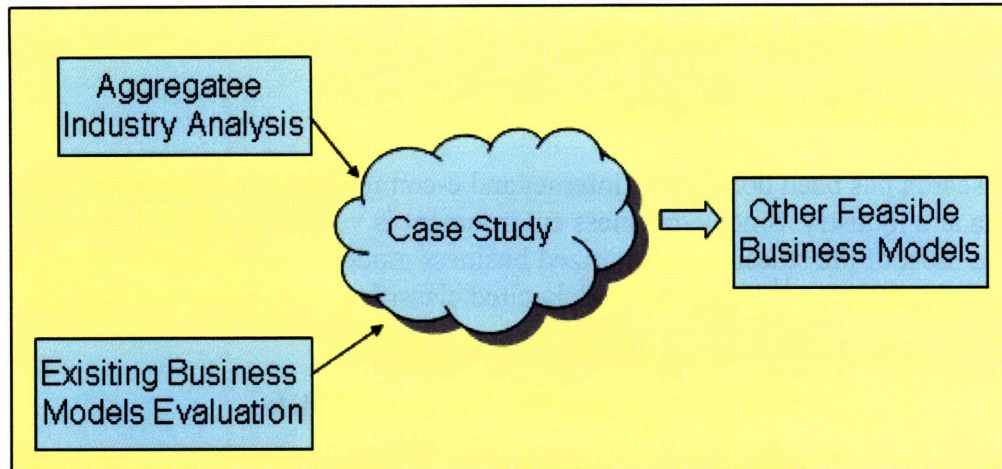 Aggregatee
Industry Analysis
Case Study
Other Feasible
Business Models
Exisiting Business
Models Evaluation